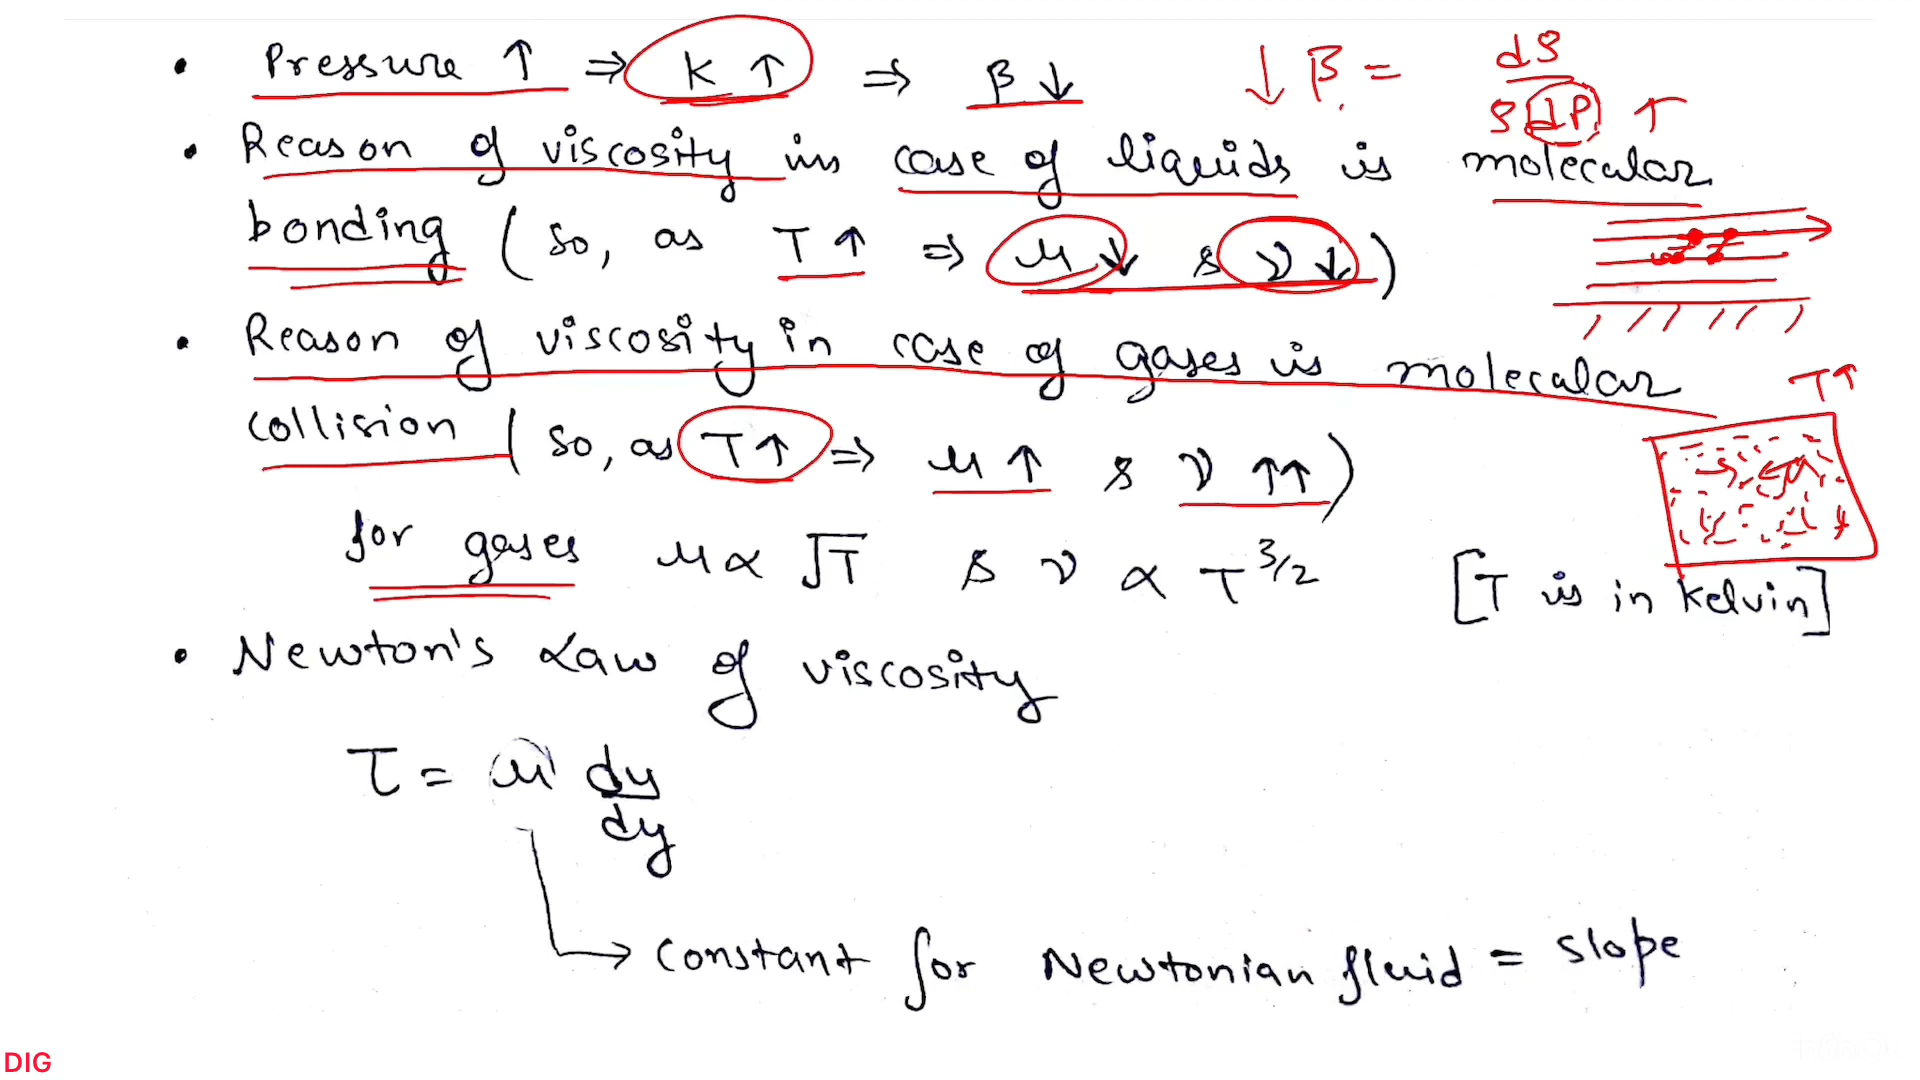 • Pressure ↑ ⇒ K ↑ ⇒ β ↓ ↓ β = dρ / ρ dP ↑
• Reason of viscosity in case of liquids is molecular
bonding (so, as T ↑ ⇒ μ ↓ & ν ↓)
• Reason of viscosity in case of gases is molecular
T↑
collision (so, as T ↑ ⇒ μ ↑ & ν ↑↑)
for gases μ ∝ √T & ν ∝ T^3/2 [T is in Kelvin]
• Newton's Law of viscosity
τ = μ dy/dy
→ constant for Newtonian fluid = slope
DIG